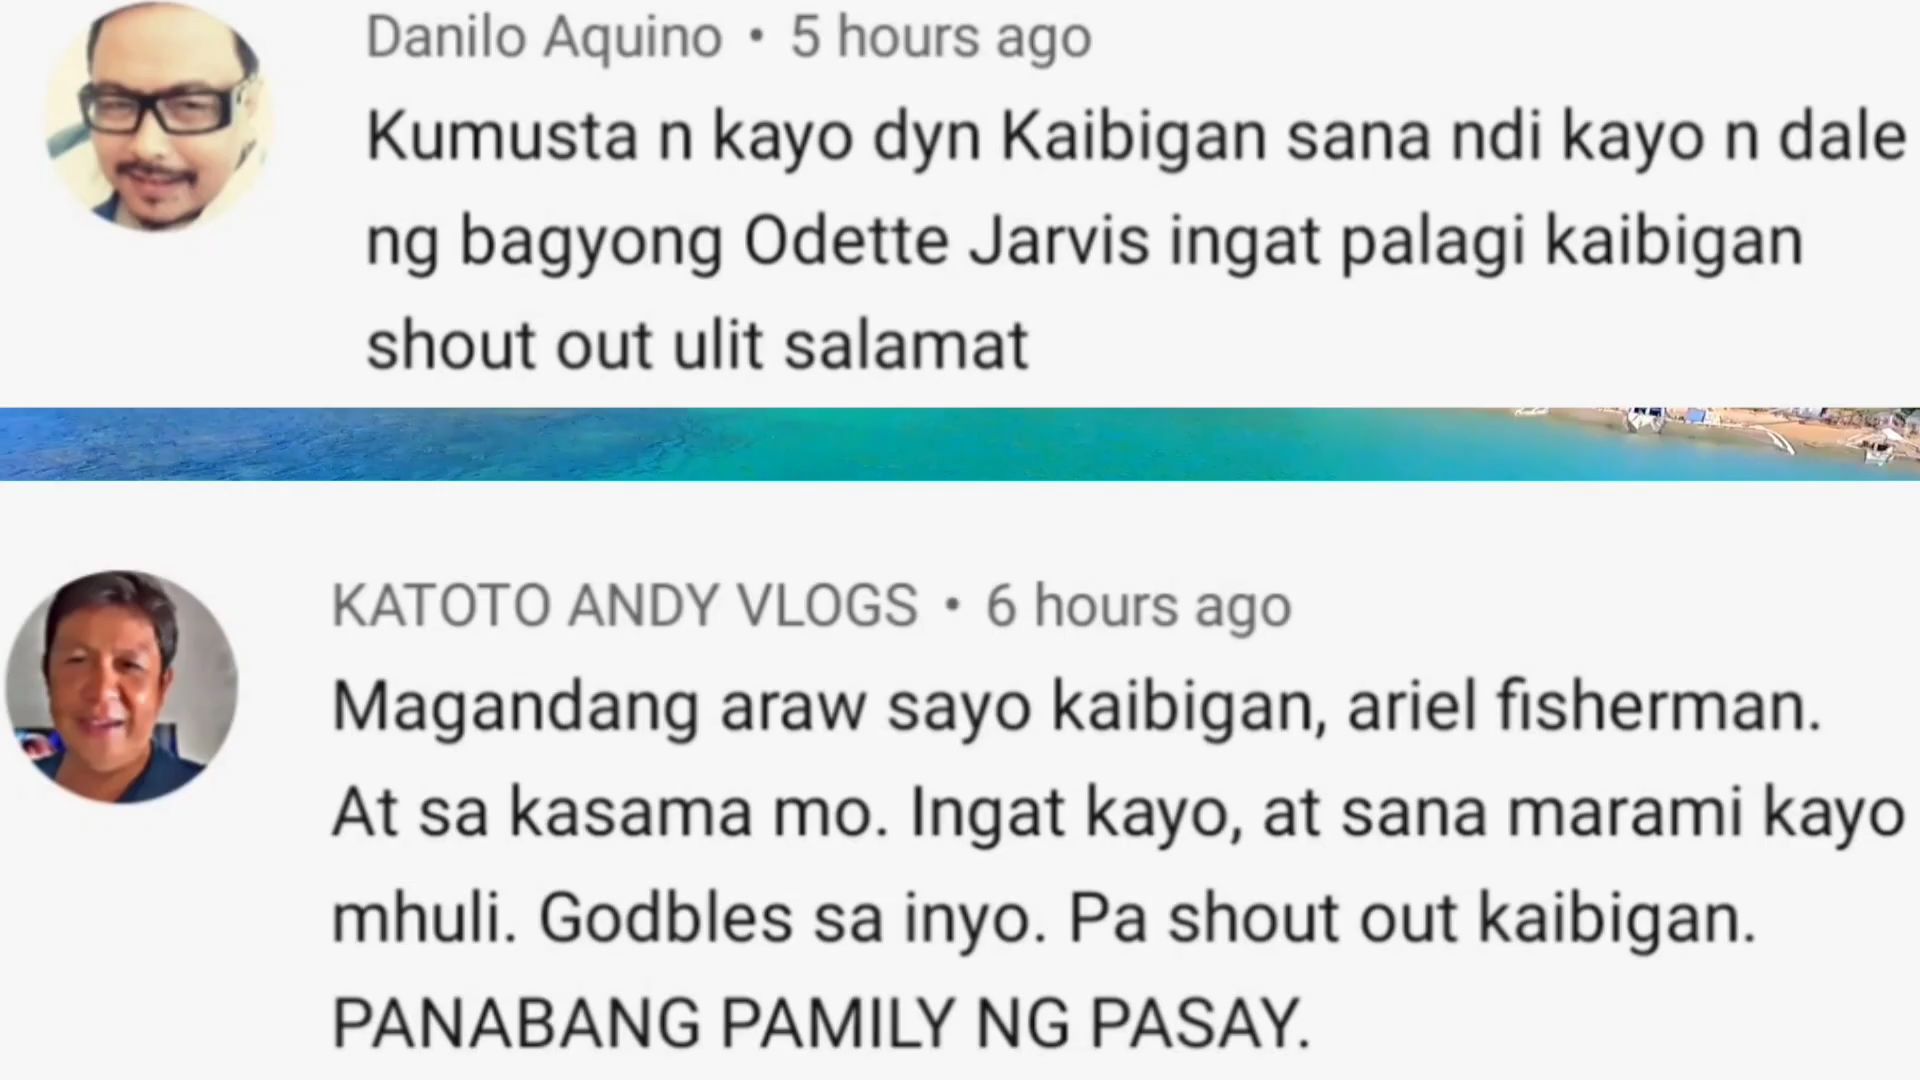 Danilo Aquino • 5 hours ago
Kumusta n kayo dyn Kaibigan sana ndi kayo n dale
ng bagyong Odette Jarvis ingat palagi kaibigan
shout out ulit salamat
KATOTO ANDY VLOGS • 6 hours ago
Magandang araw sayo kaibigan, ariel fisherman.
At sa kasama mo. Ingat kayo, at sana marami kayo
mhuli. Godbles sa inyo. Pa shout out kaibigan.
PANABANG PAMILY NG PASAY.